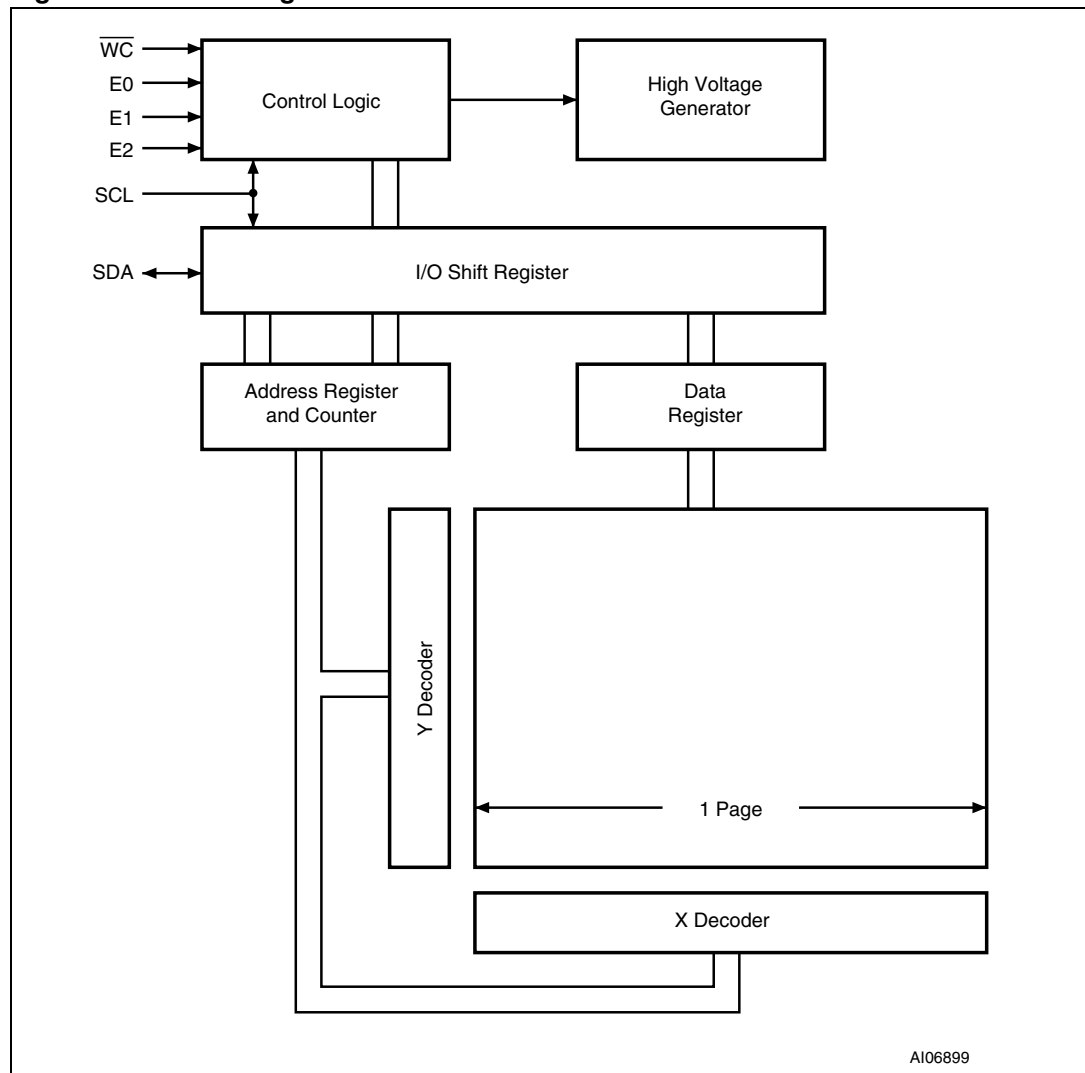 W̅C̅
E0
E1
E2
SCL
SDA
Control Logic
High Voltage
Generator
I/O Shift Register
Address Register
and Counter
Data
Register
Y Decoder
1 Page
X Decoder
AI06899